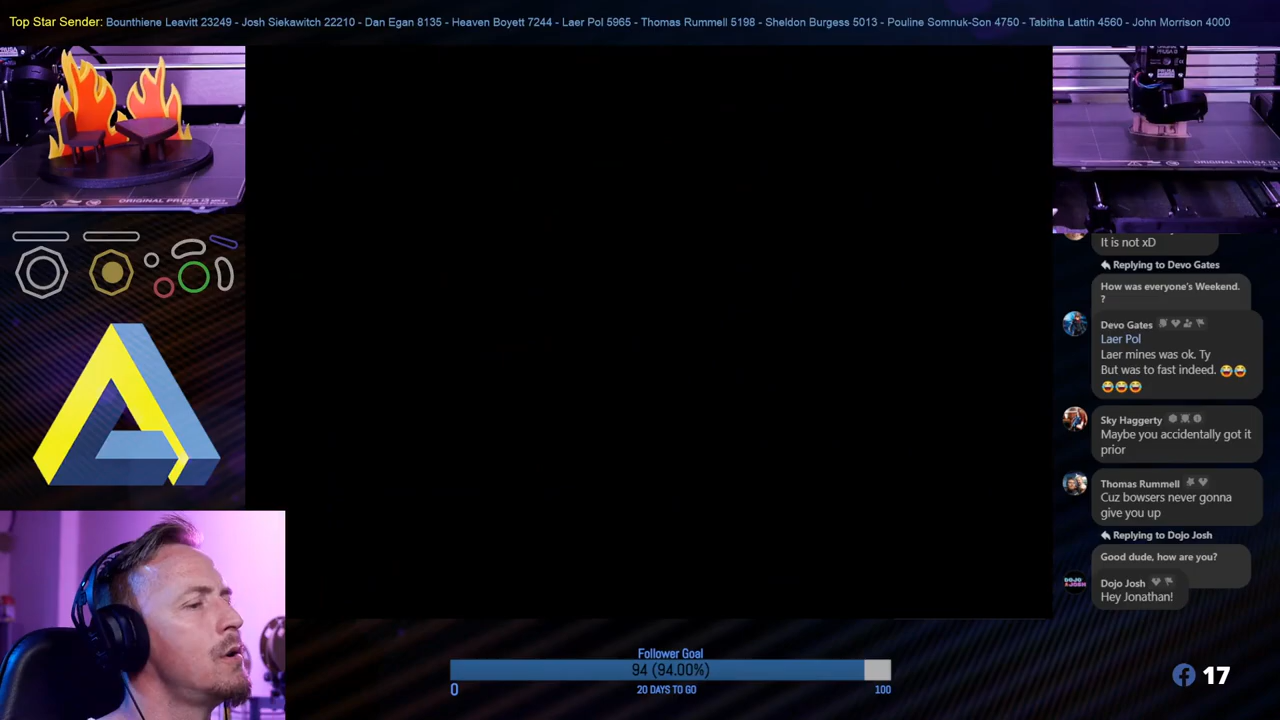 Top Star Sender: Bounthiene Leavitt 23249 - Josh Siekawitch 22210 - Dan Egan 8135 - Heaven Boyett 7244 - Laer Pol 5965 - Thomas Rummell 5198 - Sheldon Burgess 5013 - Pouline Somnuk-Son 4750 - Tabitha Lattin 4560 - John Morrison 4000
ORIGINAL PRUSA
ORIGINAL PRUSA
It is not xD
Replying to Devo Gates
How was everyone's Weekend.
?
Devo Gates
Laer Pol
Laer mines was ok. Ty
But was to fast indeed. 😂😂
😂😂😂
Sky Haggerty
Maybe you accidentally got it
prior
Thomas Rummell
Cuz bowsers never gonna
give you up
Replying to Dojo Josh
Good dude, how are you?
Dojo Josh
Hey Jonathan!
Follower Goal
94 (94.00%)
0
20 DAYS TO GO
100
17